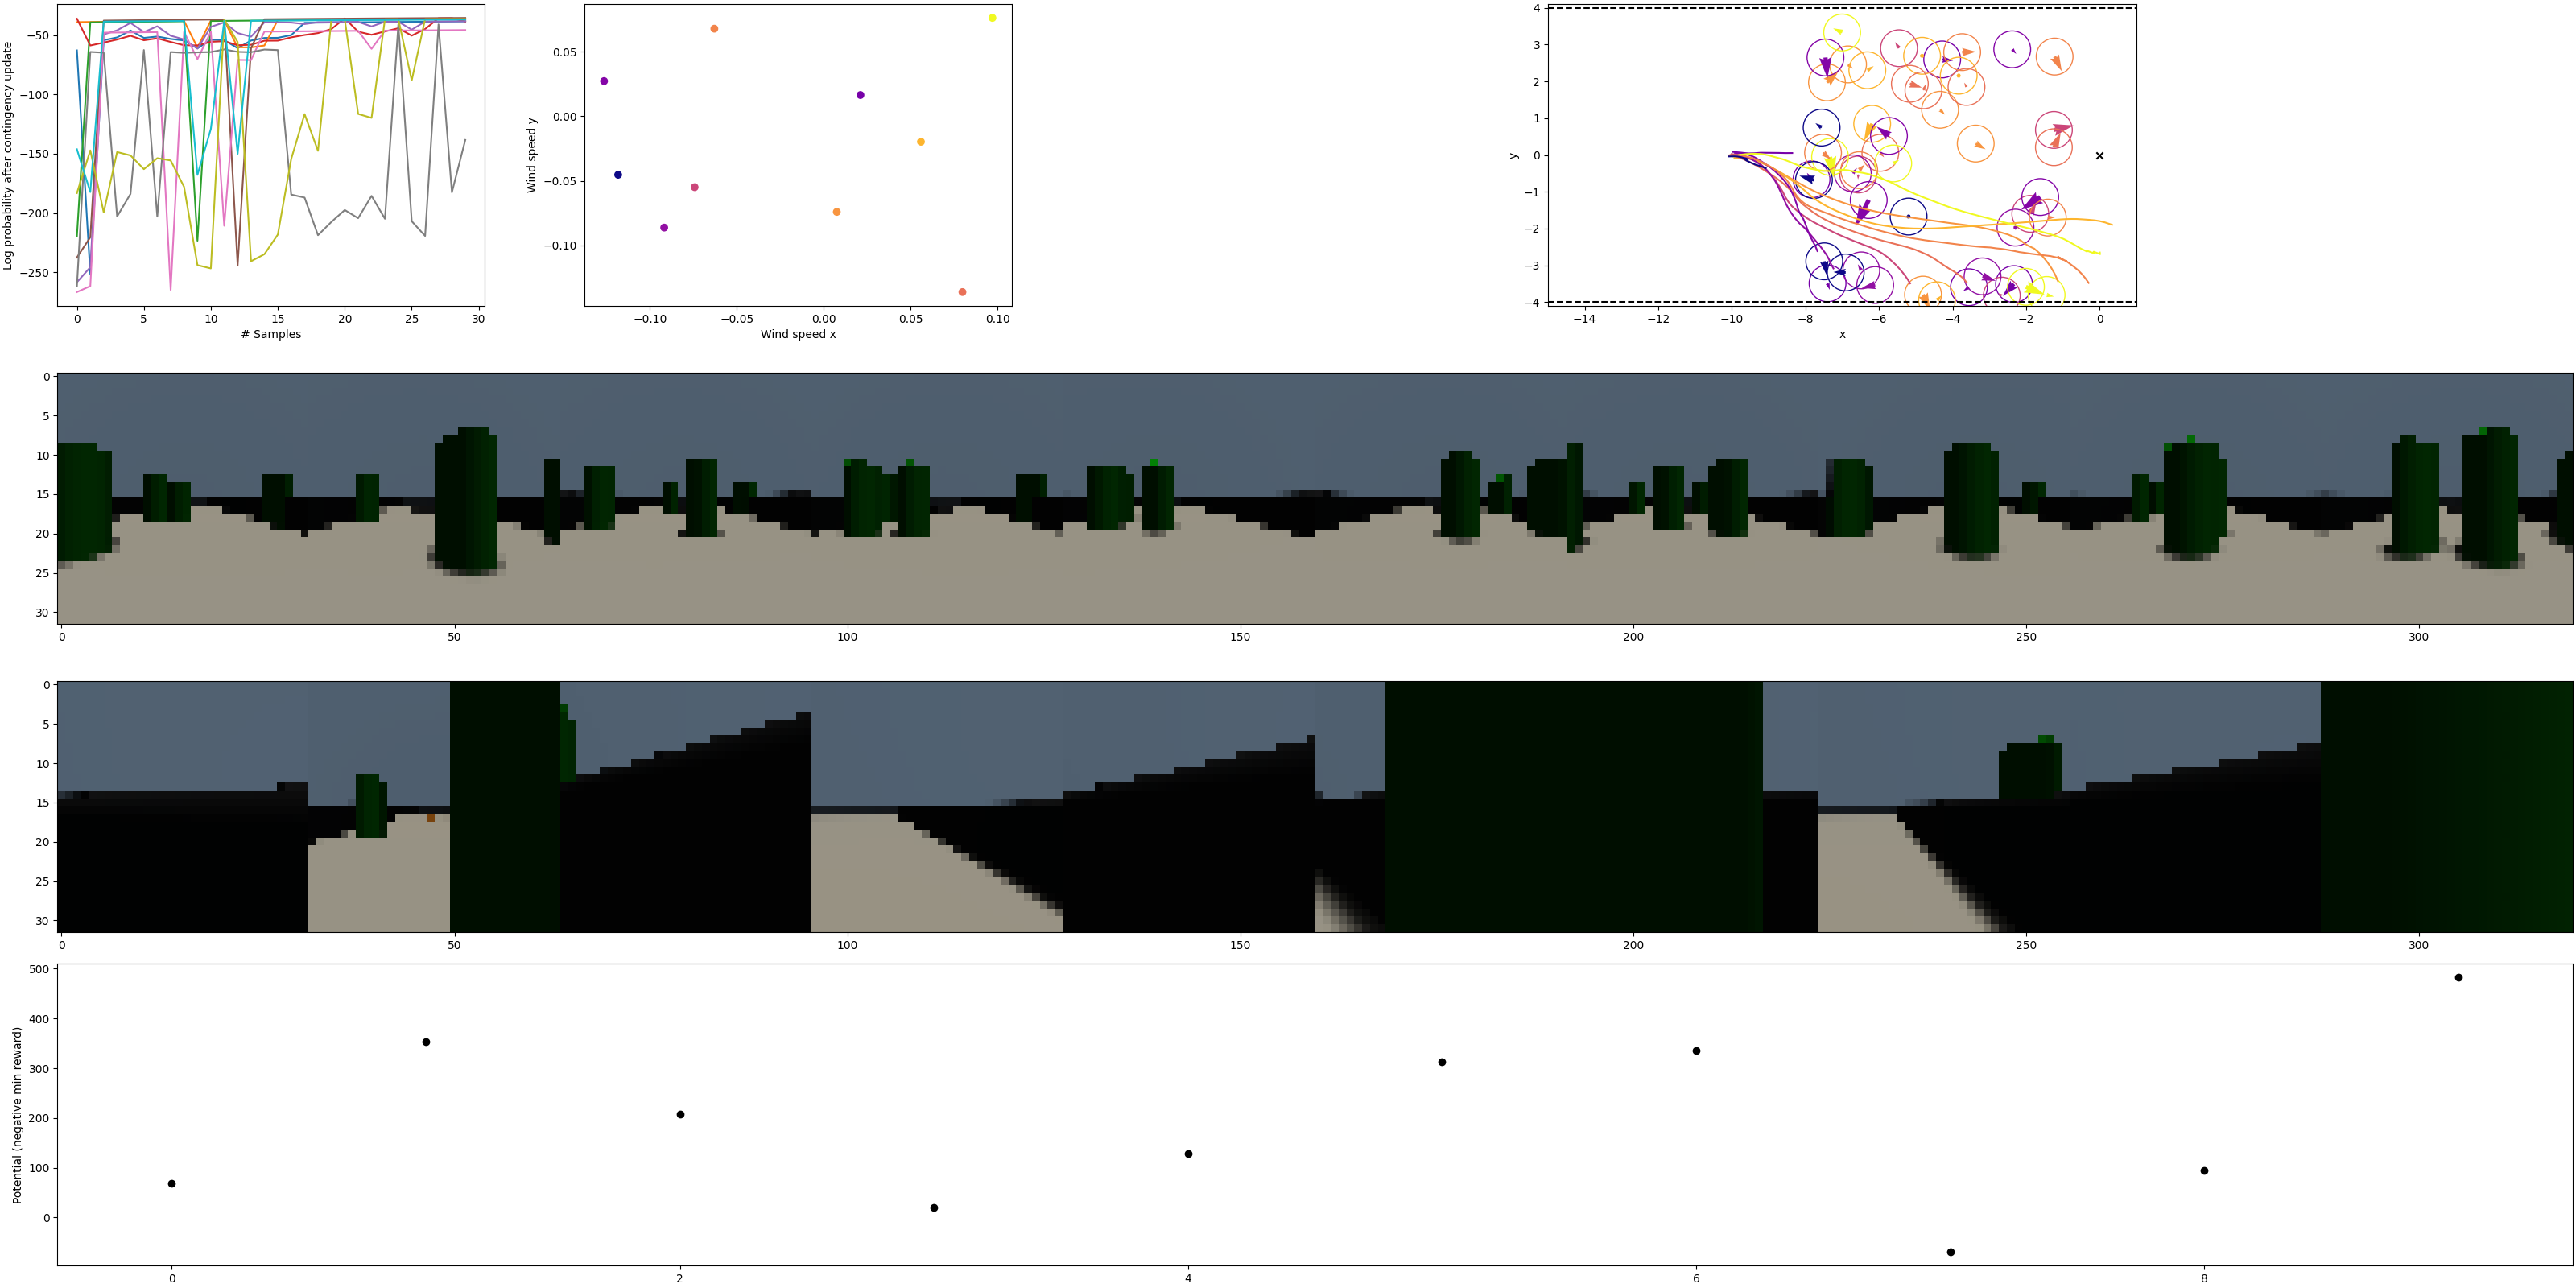 Log probability after contingency update
−50
−100
−150
−200
−250
0 5 10 15 20 25 30
# Samples
Wind speed y
0.05
0.00
−0.05
−0.10
−0.10 −0.05 0.00 0.05 0.10
Wind speed x
y
4
3
2
1
0
−1
−2
−3
−4
−14 −12 −10 −8 −6 −4 −2 0
x
0
5
10
15
20
25
30
0 50 100 150 200 250 300
0
5
10
15
20
25
30
0 50 100 150 200 250 300
Potential (negative min reward)
500
400
300
200
100
0
0 2 4 6 8